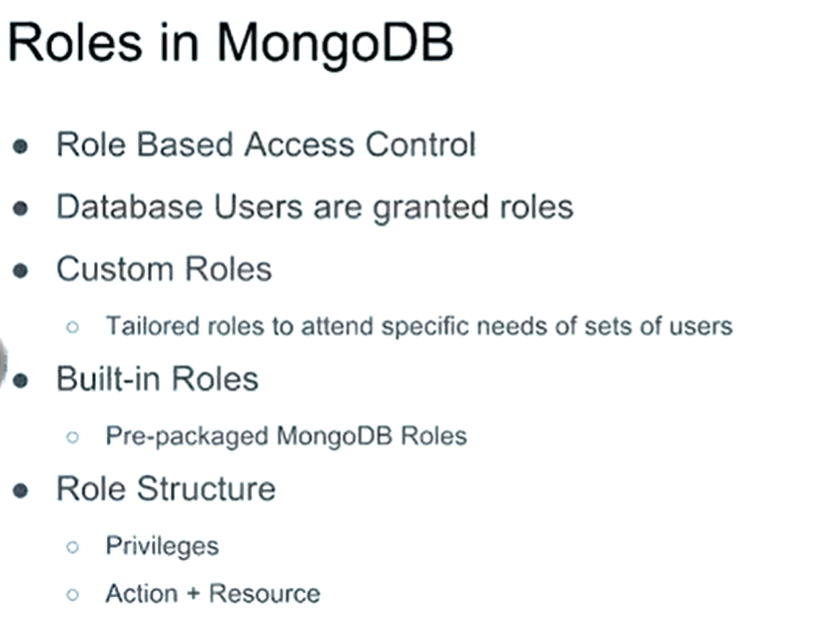 Roles in MongoDB
Role Based Access Control
Database Users are granted roles
Custom Roles
Tailored roles to attend specific needs of sets of users
Built-in Roles
Pre-packaged MongoDB Roles
Role Structure
Privileges
Action + Resource